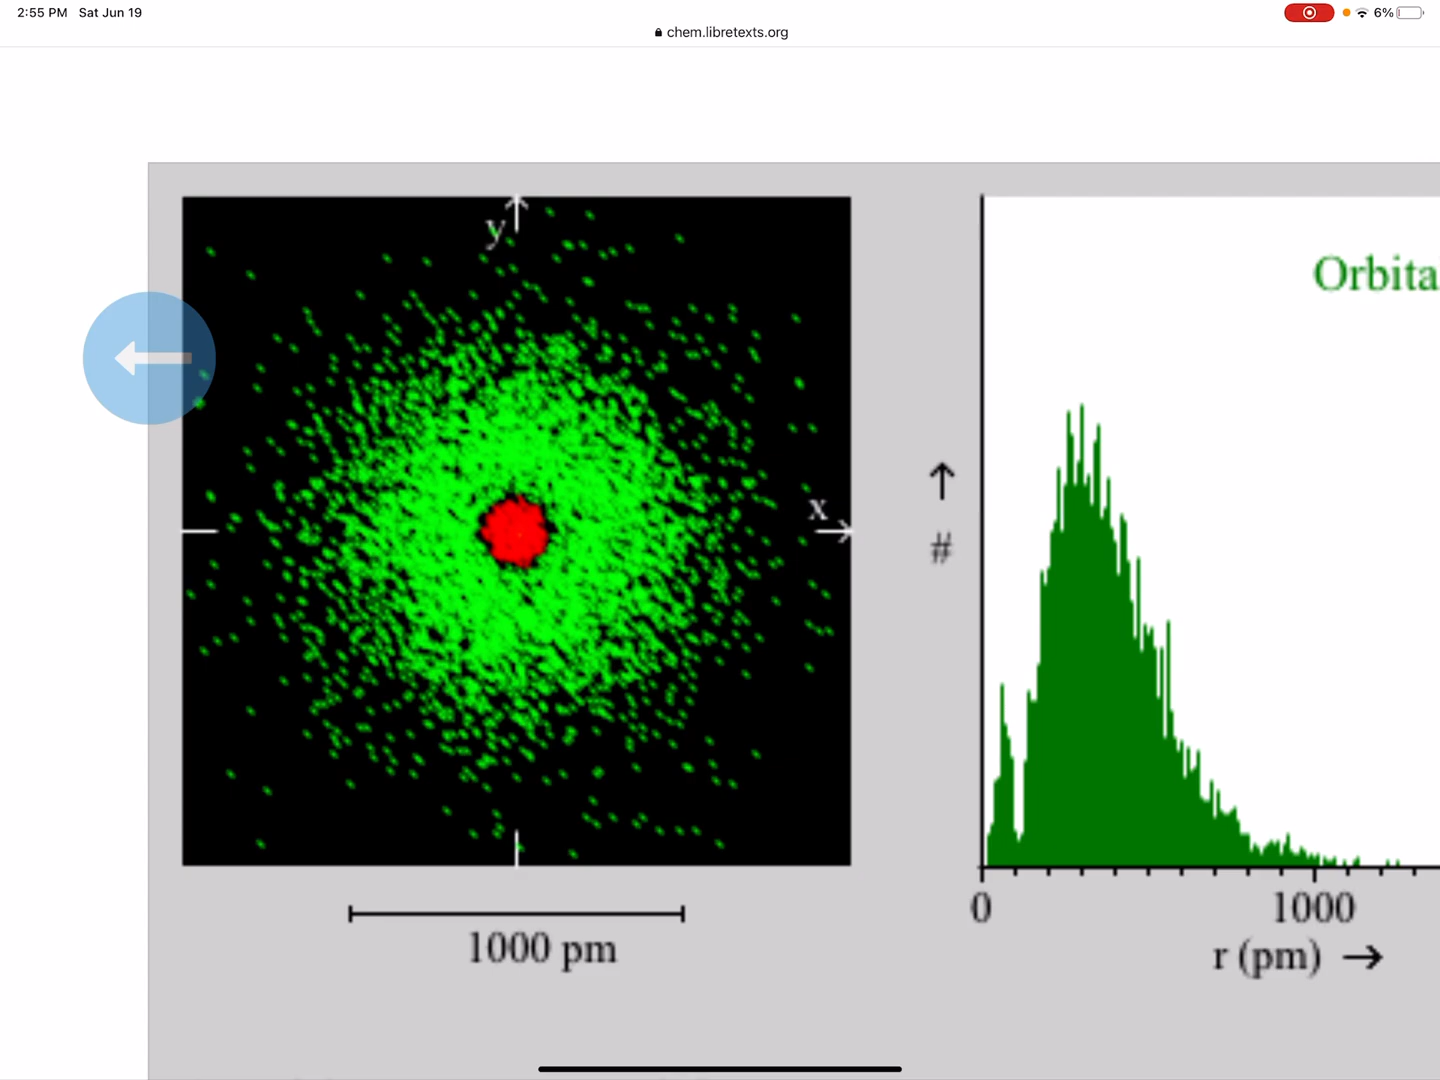 2:55 PM Sat Jun 19
6%
chem.libretexts.org
y
Orbita
x
#
0
1000
1000 pm
r (pm)